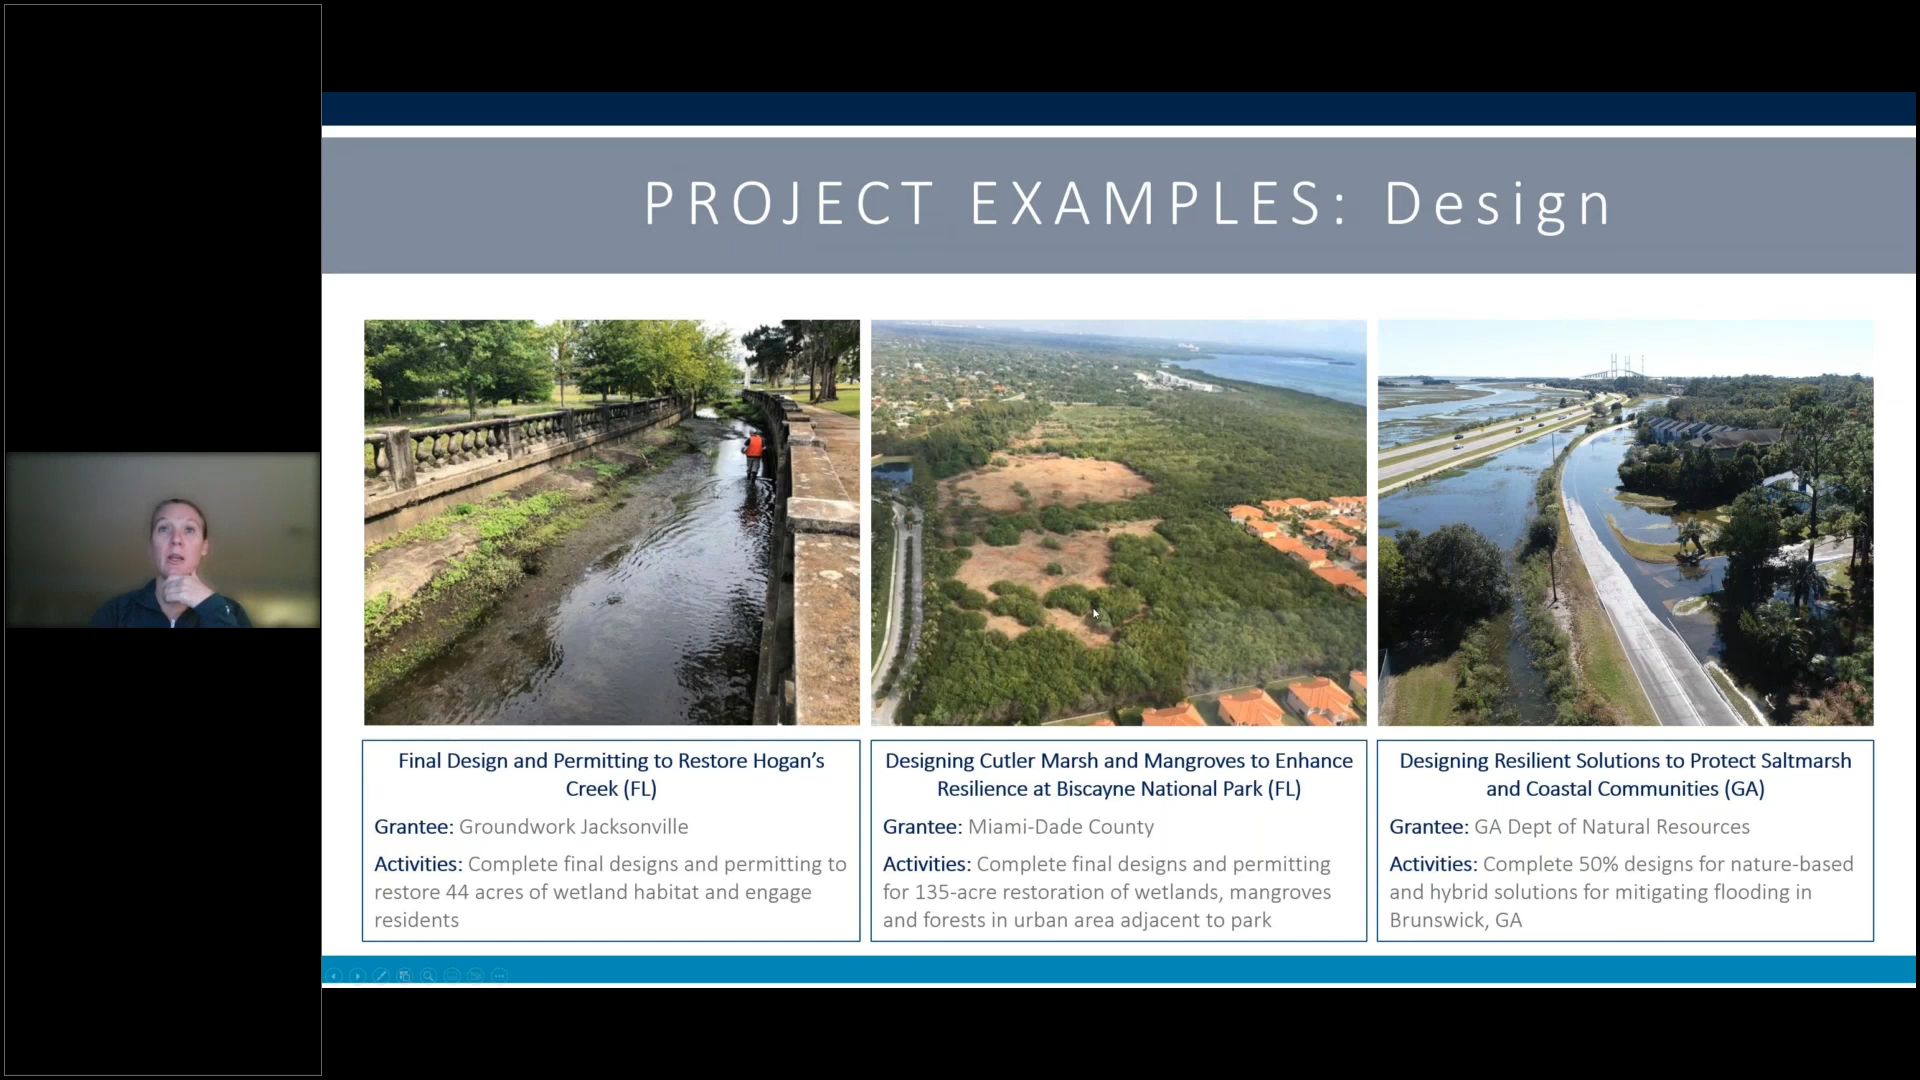 PROJECT EXAMPLES: Design
Final Design and Permitting to Restore Hogan’s
Creek (FL)
Grantee: Groundwork Jacksonville
Activities: Complete final designs and permitting to
restore 44 acres of wetland habitat and engage
residents
Designing Cutler Marsh and Mangroves to Enhance
Resilience at Biscayne National Park (FL)
Grantee: Miami-Dade County
Activities: Complete final designs and permitting
for 135-acre restoration of wetlands, mangroves
and forests in urban area adjacent to park
Designing Resilient Solutions to Protect Saltmarsh
and Coastal Communities (GA)
Grantee: GA Dept of Natural Resources
Activities: Complete 50% designs for nature-based
and hybrid solutions for mitigating flooding in
Brunswick, GA